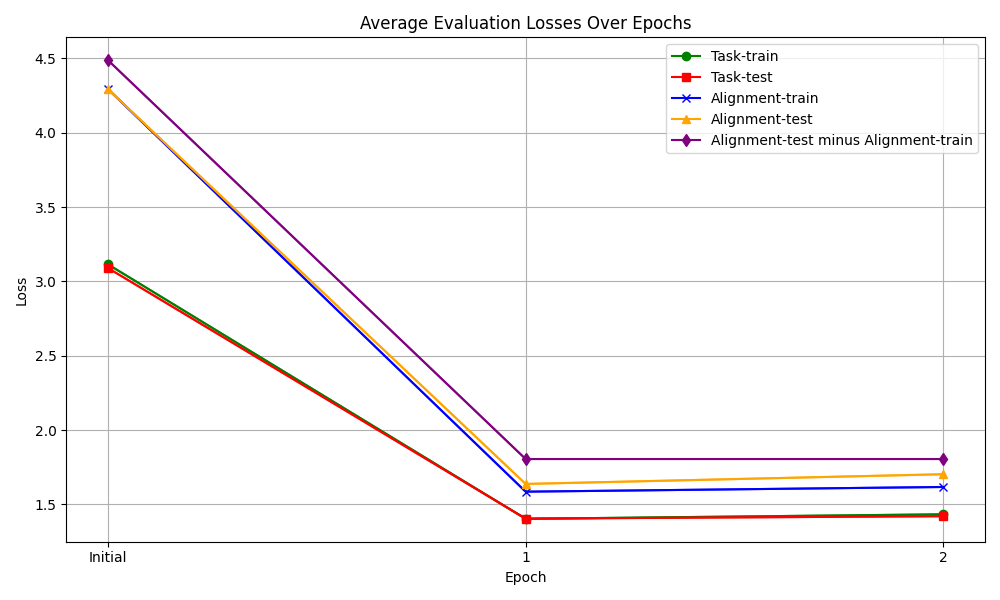 Average Evaluation Losses Over Epochs
Task-train
Task-test
Alignment-train
Alignment-test
Alignment-test minus Alignment-train
4.5
4.0
3.5
3.0
2.5
2.0
1.5
Loss
Initial
1
2
Epoch